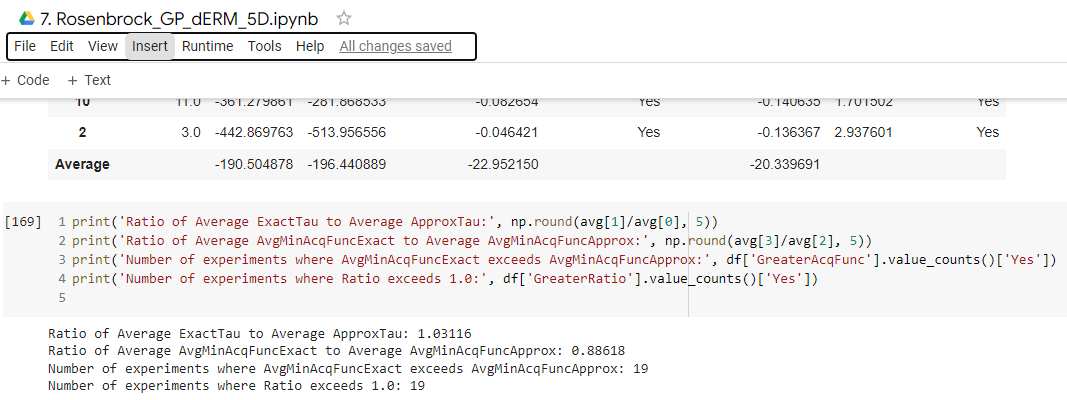 7. Rosenbrock_GP_dERM_5D.ipynb
File Edit View Insert Runtime Tools Help All changes saved
+ Code + Text
10 11.0 -361.279861 -281.868533 -0.082654 Yes -0.140635 1.701502 Yes
2 3.0 -442.869763 -513.956556 -0.046421 Yes -0.136367 2.937601 Yes
Average -190.504878 -196.440889 -22.952150 -20.339691
[169] 1 print('Ratio of Average ExactTau to Average ApproxTau:', np.round(avg[1]/avg[0], 5))
2 print('Ratio of Average AvgMinAcqFuncExact to Average AvgMinAcqFuncApprox:', np.round(avg[3]/avg[2], 5))
3 print('Number of experiments where AvgMinAcqFuncExact exceeds AvgMinAcqFuncApprox:', df['GreaterAcqFunc'].value_counts()['Yes'])
4 print('Number of experiments where Ratio exceeds 1.0:', df['GreaterRatio'].value_counts()['Yes'])
5
Ratio of Average ExactTau to Average ApproxTau: 1.03116
Ratio of Average AvgMinAcqFuncExact to Average AvgMinAcqFuncApprox: 0.88618
Number of experiments where AvgMinAcqFuncExact exceeds AvgMinAcqFuncApprox: 19
Number of experiments where Ratio exceeds 1.0: 19